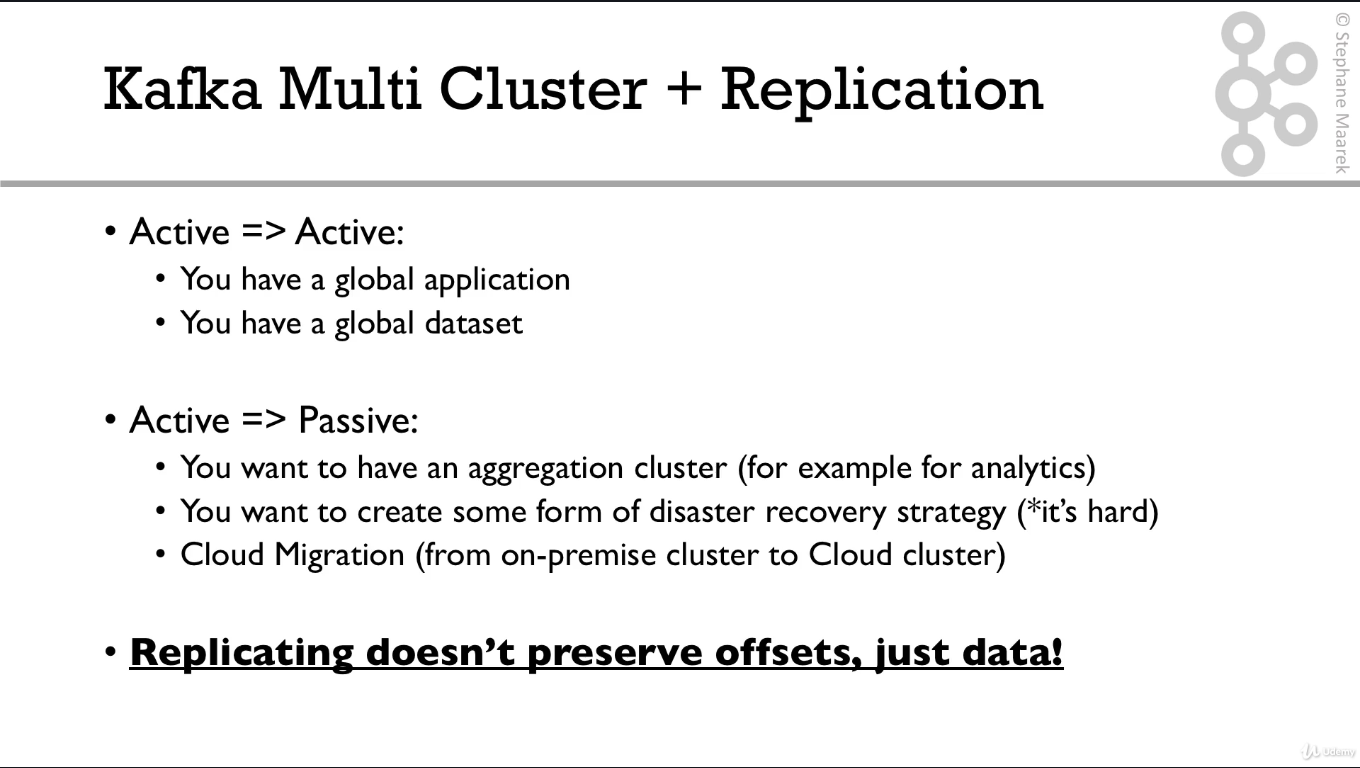 Kafka Multi Cluster + Replication
© Stephane Maarek
• Active => Active:
• You have a global application
• You have a global dataset
• Active => Passive:
• You want to have an aggregation cluster (for example for analytics)
• You want to create some form of disaster recovery strategy (*it’s hard)
• Cloud Migration (from on-premise cluster to Cloud cluster)
• Replicating doesn’t preserve offsets, just data!
Udemy